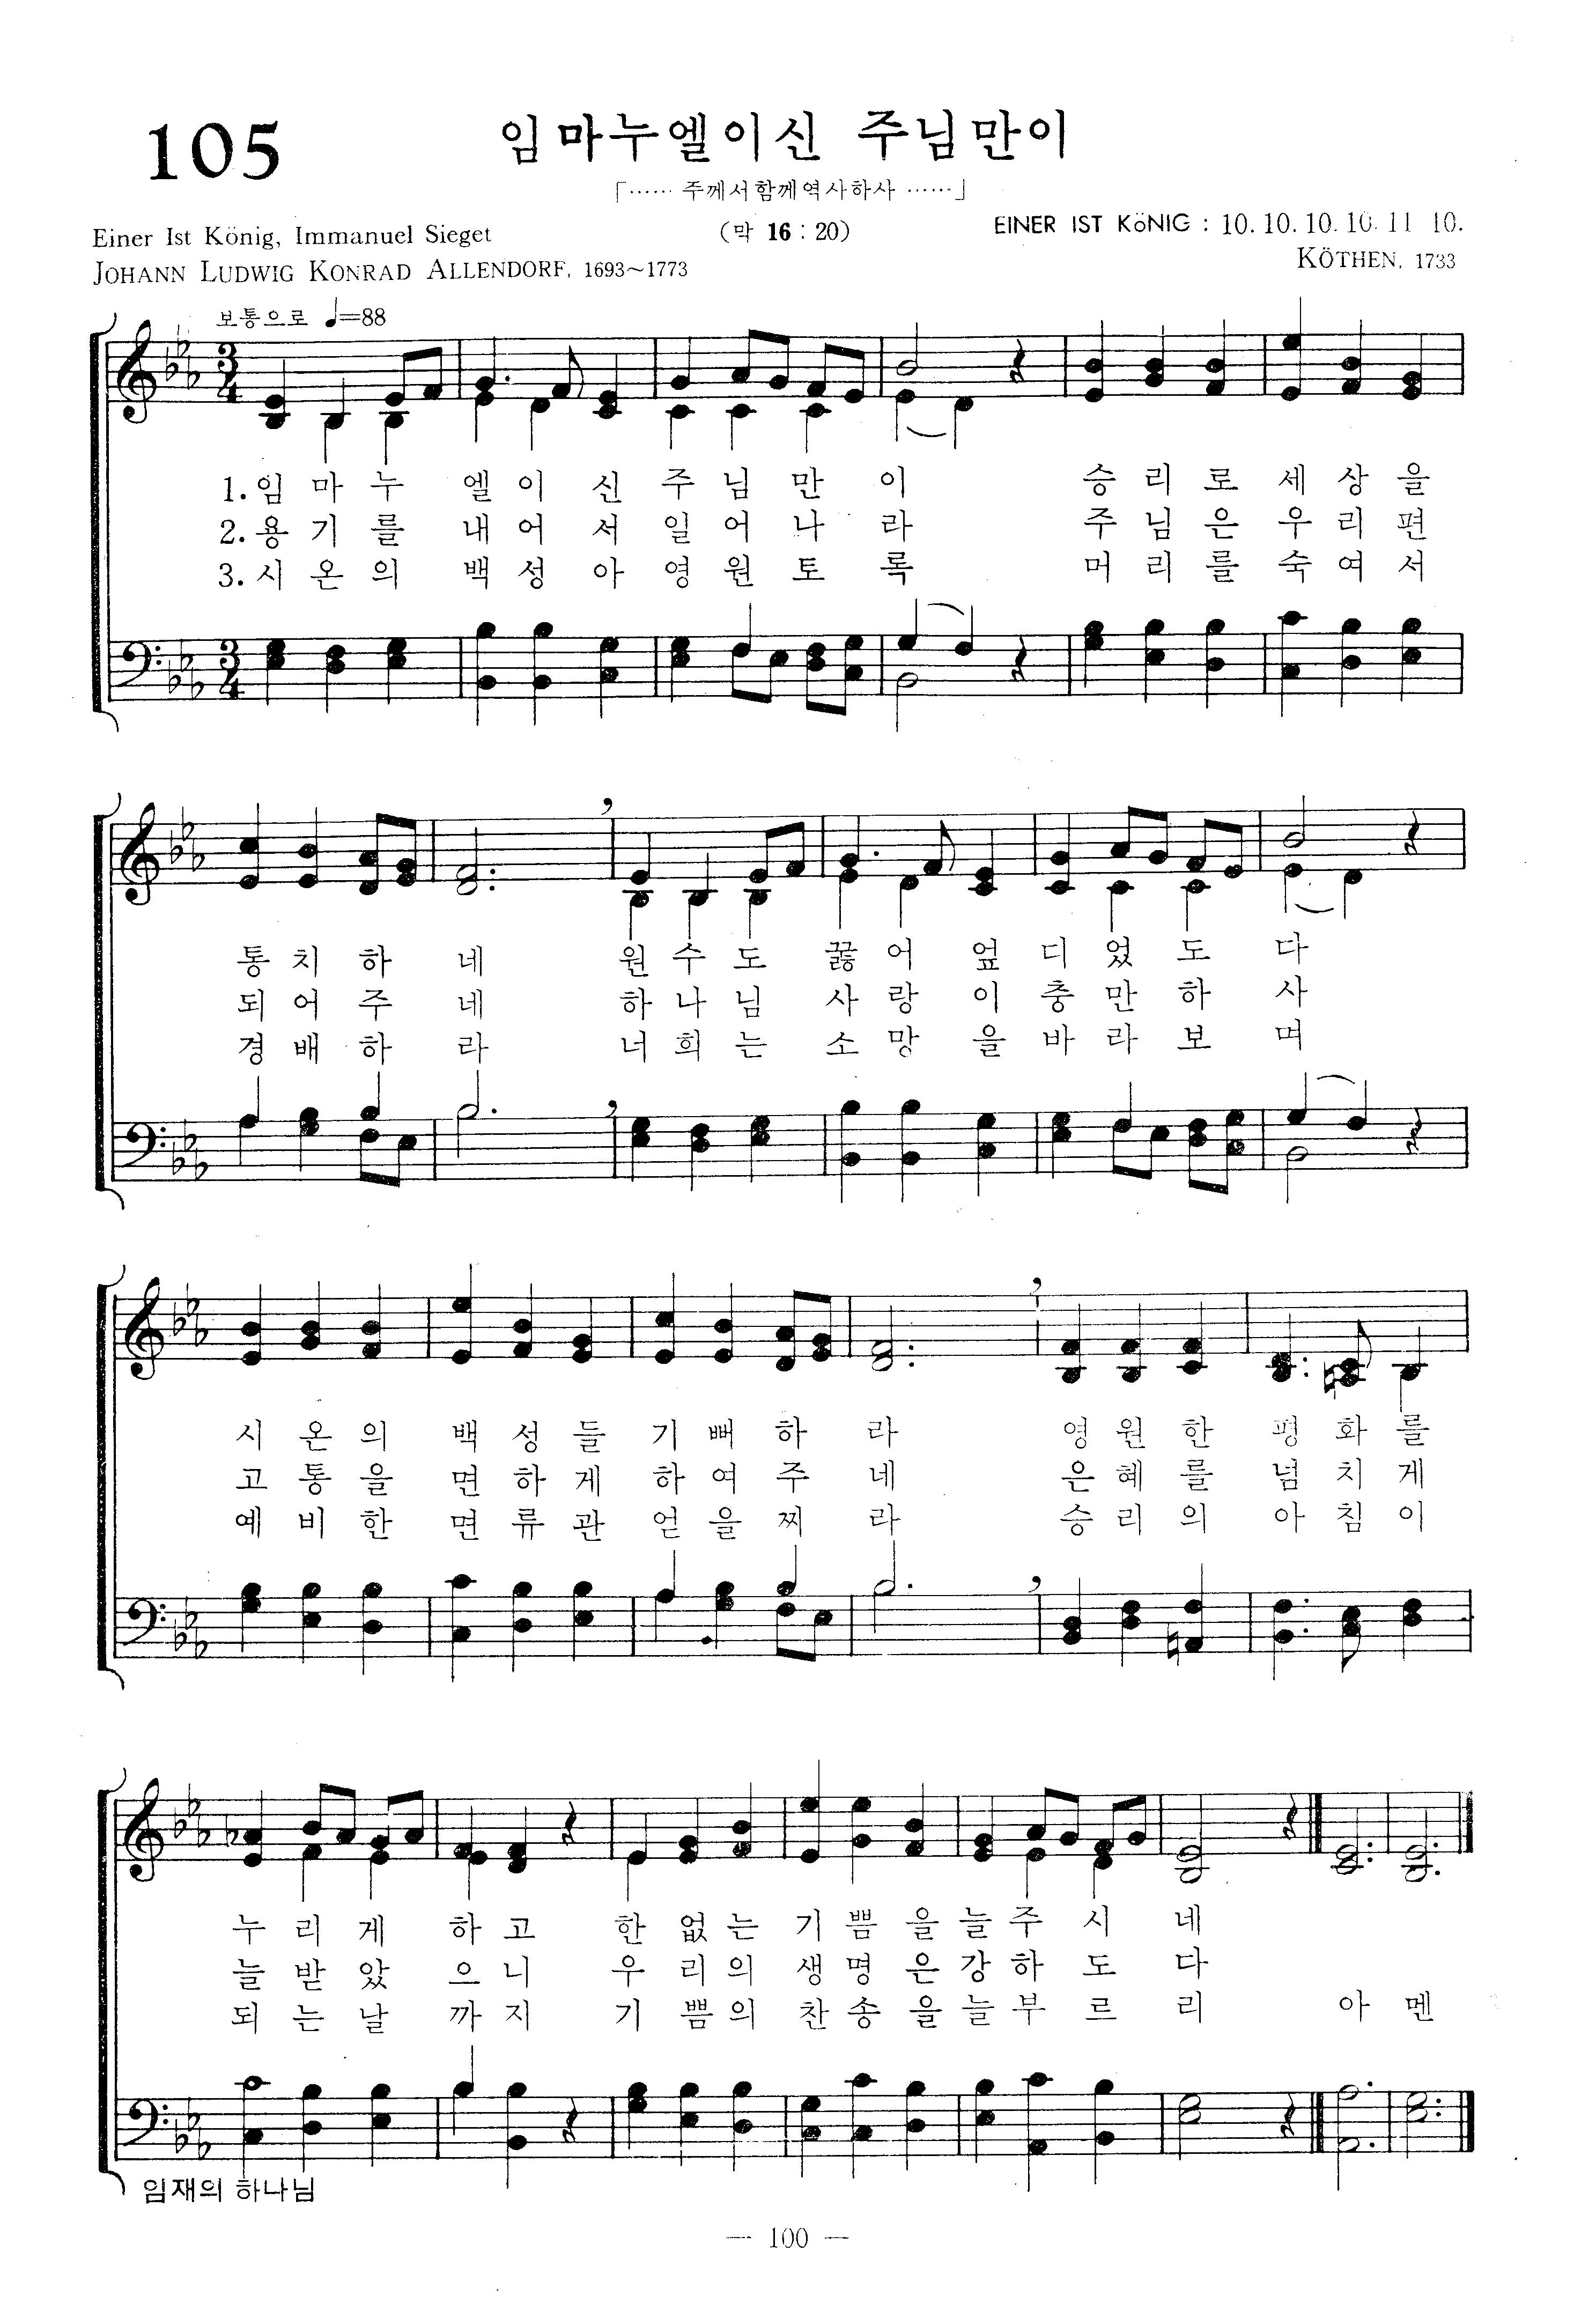 105
임마누엘이신 주님만이
「…… 주께서함께역사하사 ……」
Einer Ist König, Immanuel Sieget
(막 16 : 20)
EINER IST KöNIG : 10. 10. 10. 10. 11 10.
JOHANN LUDWIG KONRAD ALLENDORF, 1693~1773
KÖTHEN, 1733
보통으로 ♩=88
1. 임 마 누 엘 이 신 주 님 만 이 승 리 로 세 상 을
2. 용 기 를 내 어 서 일 어 나 라 주 님 은 우 리 편
3. 시 온 의 백 성 아 영 원 토 록 머 리 를 숙 여 서
통 치 하 네 원 수 도 꿇 어 엎 디 었 도 다
되 어 주 네 하 나 님 사 랑 이 충 만 하 사
경 배 하 라 너 희 는 소 망 을 바 라 보 며
시 온 의 백 성 들 기 뻐 하 라 영 원 한 평 화 를
고 통 을 면 하 게 하 여 주 네 은 혜 를 넘 치 게
예 비 한 면 류 관 얻 을 찌 라 승 리 의 아 침 이
누 리 게 하 고 한 없 는 기 쁨 을 늘 주 시 네
늘 받 았 으 니 우 리 의 생 명 은 강 하 도 다
되 는 날 까 지 기 쁨 의 찬 송 을 늘 부 르 리 아 멘
임재의 하나님
— 100 —